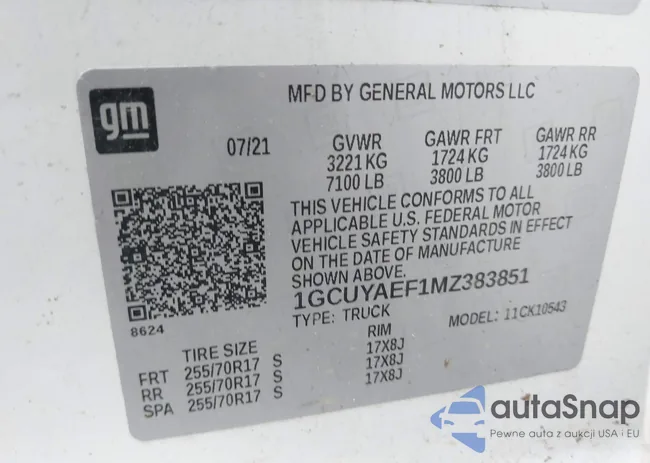 gm
MFD BY GENERAL MOTORS LLC
07/21 GVWR GAWR FRT GAWR RR
3221 KG 1724 KG 1724 KG
7100 LB 3800 LB 3800 LB
THIS VEHICLE CONFORMS TO ALL
APPLICABLE U.S. FEDERAL MOTOR
VEHICLE SAFETY STANDARDS IN EFFECT
ON THE DATE OF MANUFACTURE
SHOWN ABOVE.
1GCUYAEF1MZ383851
8624
TYPE: TRUCK MODEL: 11CK10543
TIRE SIZE RIM
FRT 255/70R17 S 17X8J
RR 255/70R17 S 17X8J
SPA 255/70R17 S 17X8J
autaSnap
Pewne auta z aukcji USA i EU